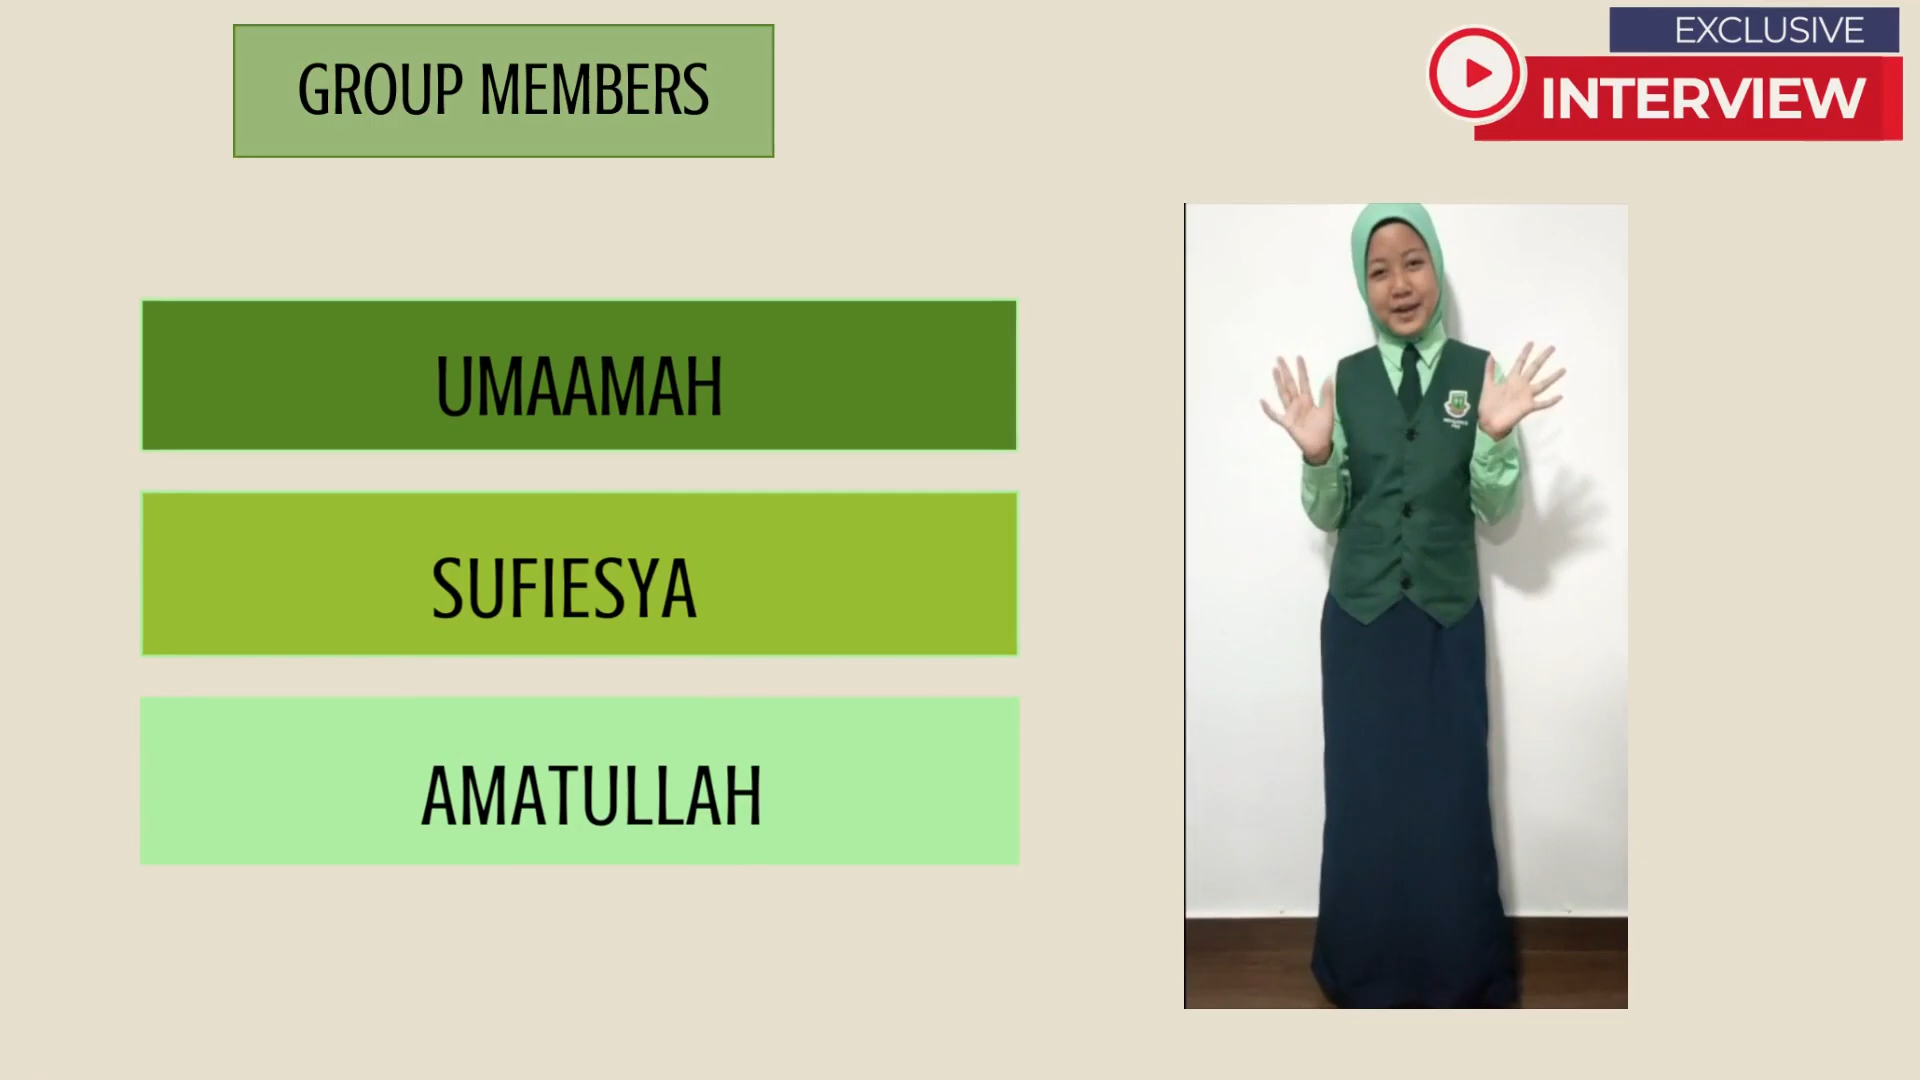 GROUP MEMBERS
EXCLUSIVE
INTERVIEW
UMAAMAH
SUFIESYA
AMATULLAH